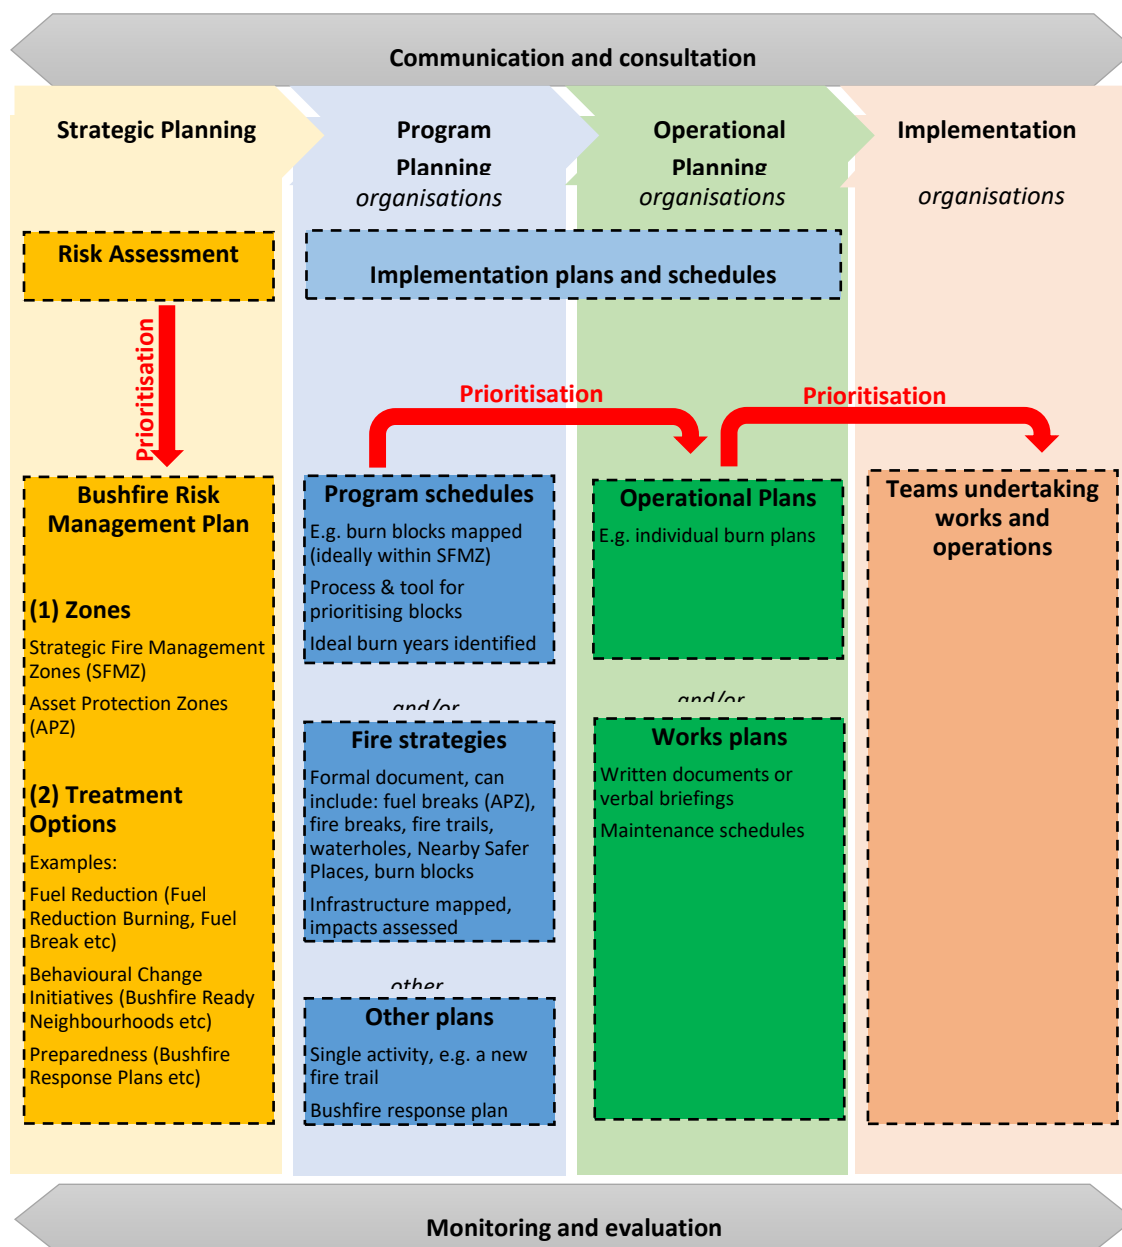 Communication and consultation
Strategic Planning
Program
Planning
organisations
Operational
Planning
organisations
Implementation
organisations
Risk Assessment
Implementation plans and schedules
Prioritisation
Prioritisation
Prioritisation
Bushfire Risk
Management Plan
(1) Zones
Strategic Fire Management
Zones (SFMZ)
Asset Protection Zones
(APZ)
(2) Treatment
Options
Examples:
Fuel Reduction (Fuel
Reduction Burning, Fuel
Break etc)
Behavioural Change
Initiatives (Bushfire Ready
Neighbourhoods etc)
Preparedness (Bushfire
Response Plans etc)
Program schedules
E.g. burn blocks mapped
(ideally within SFMZ)
Process & tool for
prioritising blocks
Ideal burn years identified
and/or
Fire strategies
Formal document, can
include: fuel breaks (APZ),
fire breaks, fire trails,
waterholes, Nearby Safer
Places, burn blocks
Infrastructure mapped,
impacts assessed
other
Other plans
Single activity, e.g. a new
fire trail
Bushfire response plan
Operational Plans
E.g. individual burn plans
and/or
Works plans
Written documents or
verbal briefings
Maintenance schedules
Teams undertaking
works and
operations
Monitoring and evaluation